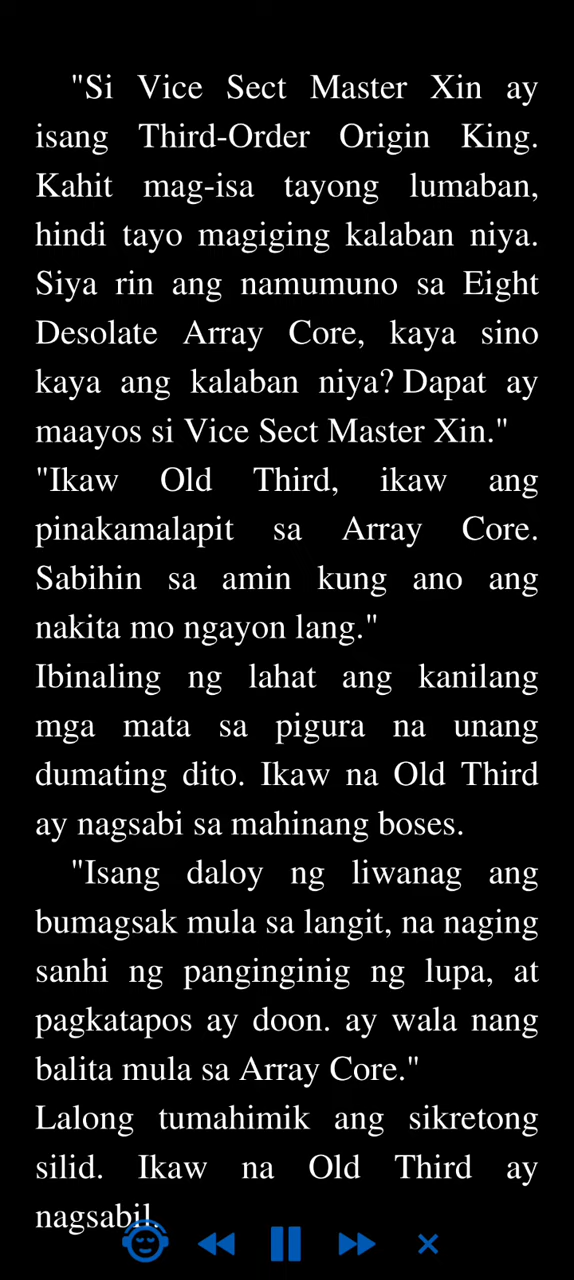 "Si Vice Sect Master Xin ay
isang Third-Order Origin King.
Kahit mag-isa tayong lumaban,
hindi tayo magiging kalaban niya.
Siya rin ang namumuno sa Eight
Desolate Array Core, kaya sino
kaya ang kalaban niya? Dapat ay
maayos si Vice Sect Master Xin."
"Ikaw Old Third, ikaw ang
pinakamalapit sa Array Core.
Sabihin sa amin kung ano ang
nakita mo ngayon lang."
Ibinaling ng lahat ang kanilang
mga mata sa pigura na unang
dumating dito. Ikaw na Old Third
ay nagsabi sa mahinang boses.
"Isang daloy ng liwanag ang
bumagsak mula sa langit, na naging
sanhi ng panginginig ng lupa, at
pagkatapos ay doon. ay wala nang
balita mula sa Array Core."
Lalong tumahimik ang sikretong
silid. Ikaw na Old Third ay
nagsabil.